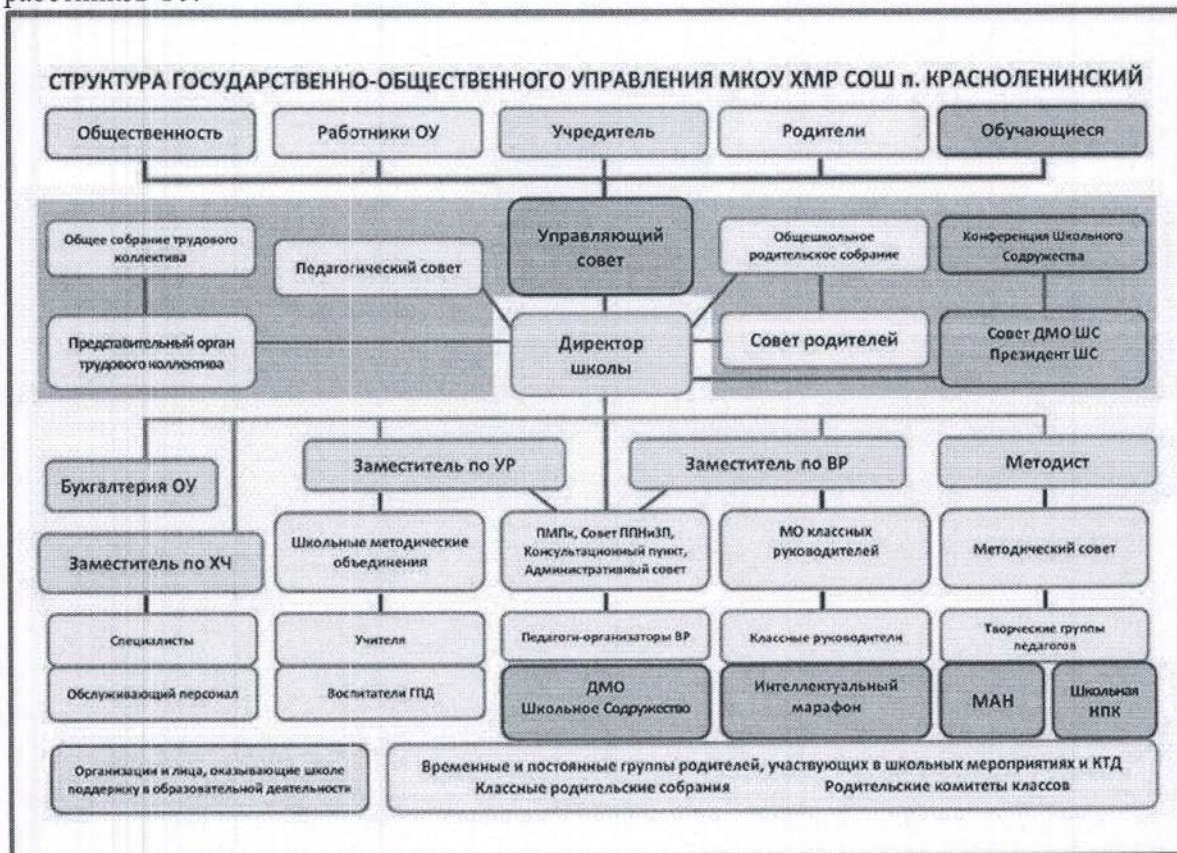 СТРУКТУРА ГОСУДАРСТВЕННО-ОБЩЕСТВЕННОГО УПРАВЛЕНИЯ МКОУ ХМР СОШ п. КРАСНОЛЕНИНСКИЙ
Общественность
Работники ОУ
Учредитель
Родители
Обучающиеся
Общее собрание трудового
коллектива
Педагогический совет
Управляющий
совет
Общешкольное
родительское собрание
Конференция Школьного
Содружества
Представительный орган
трудового коллектива
Директор
школы
Совет родителей
Совет ДМО ШС
Президент ШС
Бухгалтерия ОУ
Заместитель по УР
Заместитель по ВР
Методист
Заместитель по ХЧ
Школьные методические
объединения
ПМПк, Совет ППНиЗП,
Консультационный пункт,
Административный совет
МО классных
руководителей
Методический совет
Специалисты
Учителя
Педагоги-организаторы ВР
Классные руководители
Творческие группы
педагогов
Обслуживающий персонал
Воспитатели ГПД
ДМО
Школьное Содружество
Интеллектуальный
марафон
МАН
Школьная
НПК
Организации и лица, оказывающие школе
поддержку в образовательной деятельности
Временные и постоянные группы родителей, участвующих в школьных мероприятиях и КТД
Классные родительские собрания Родительские комитеты классов